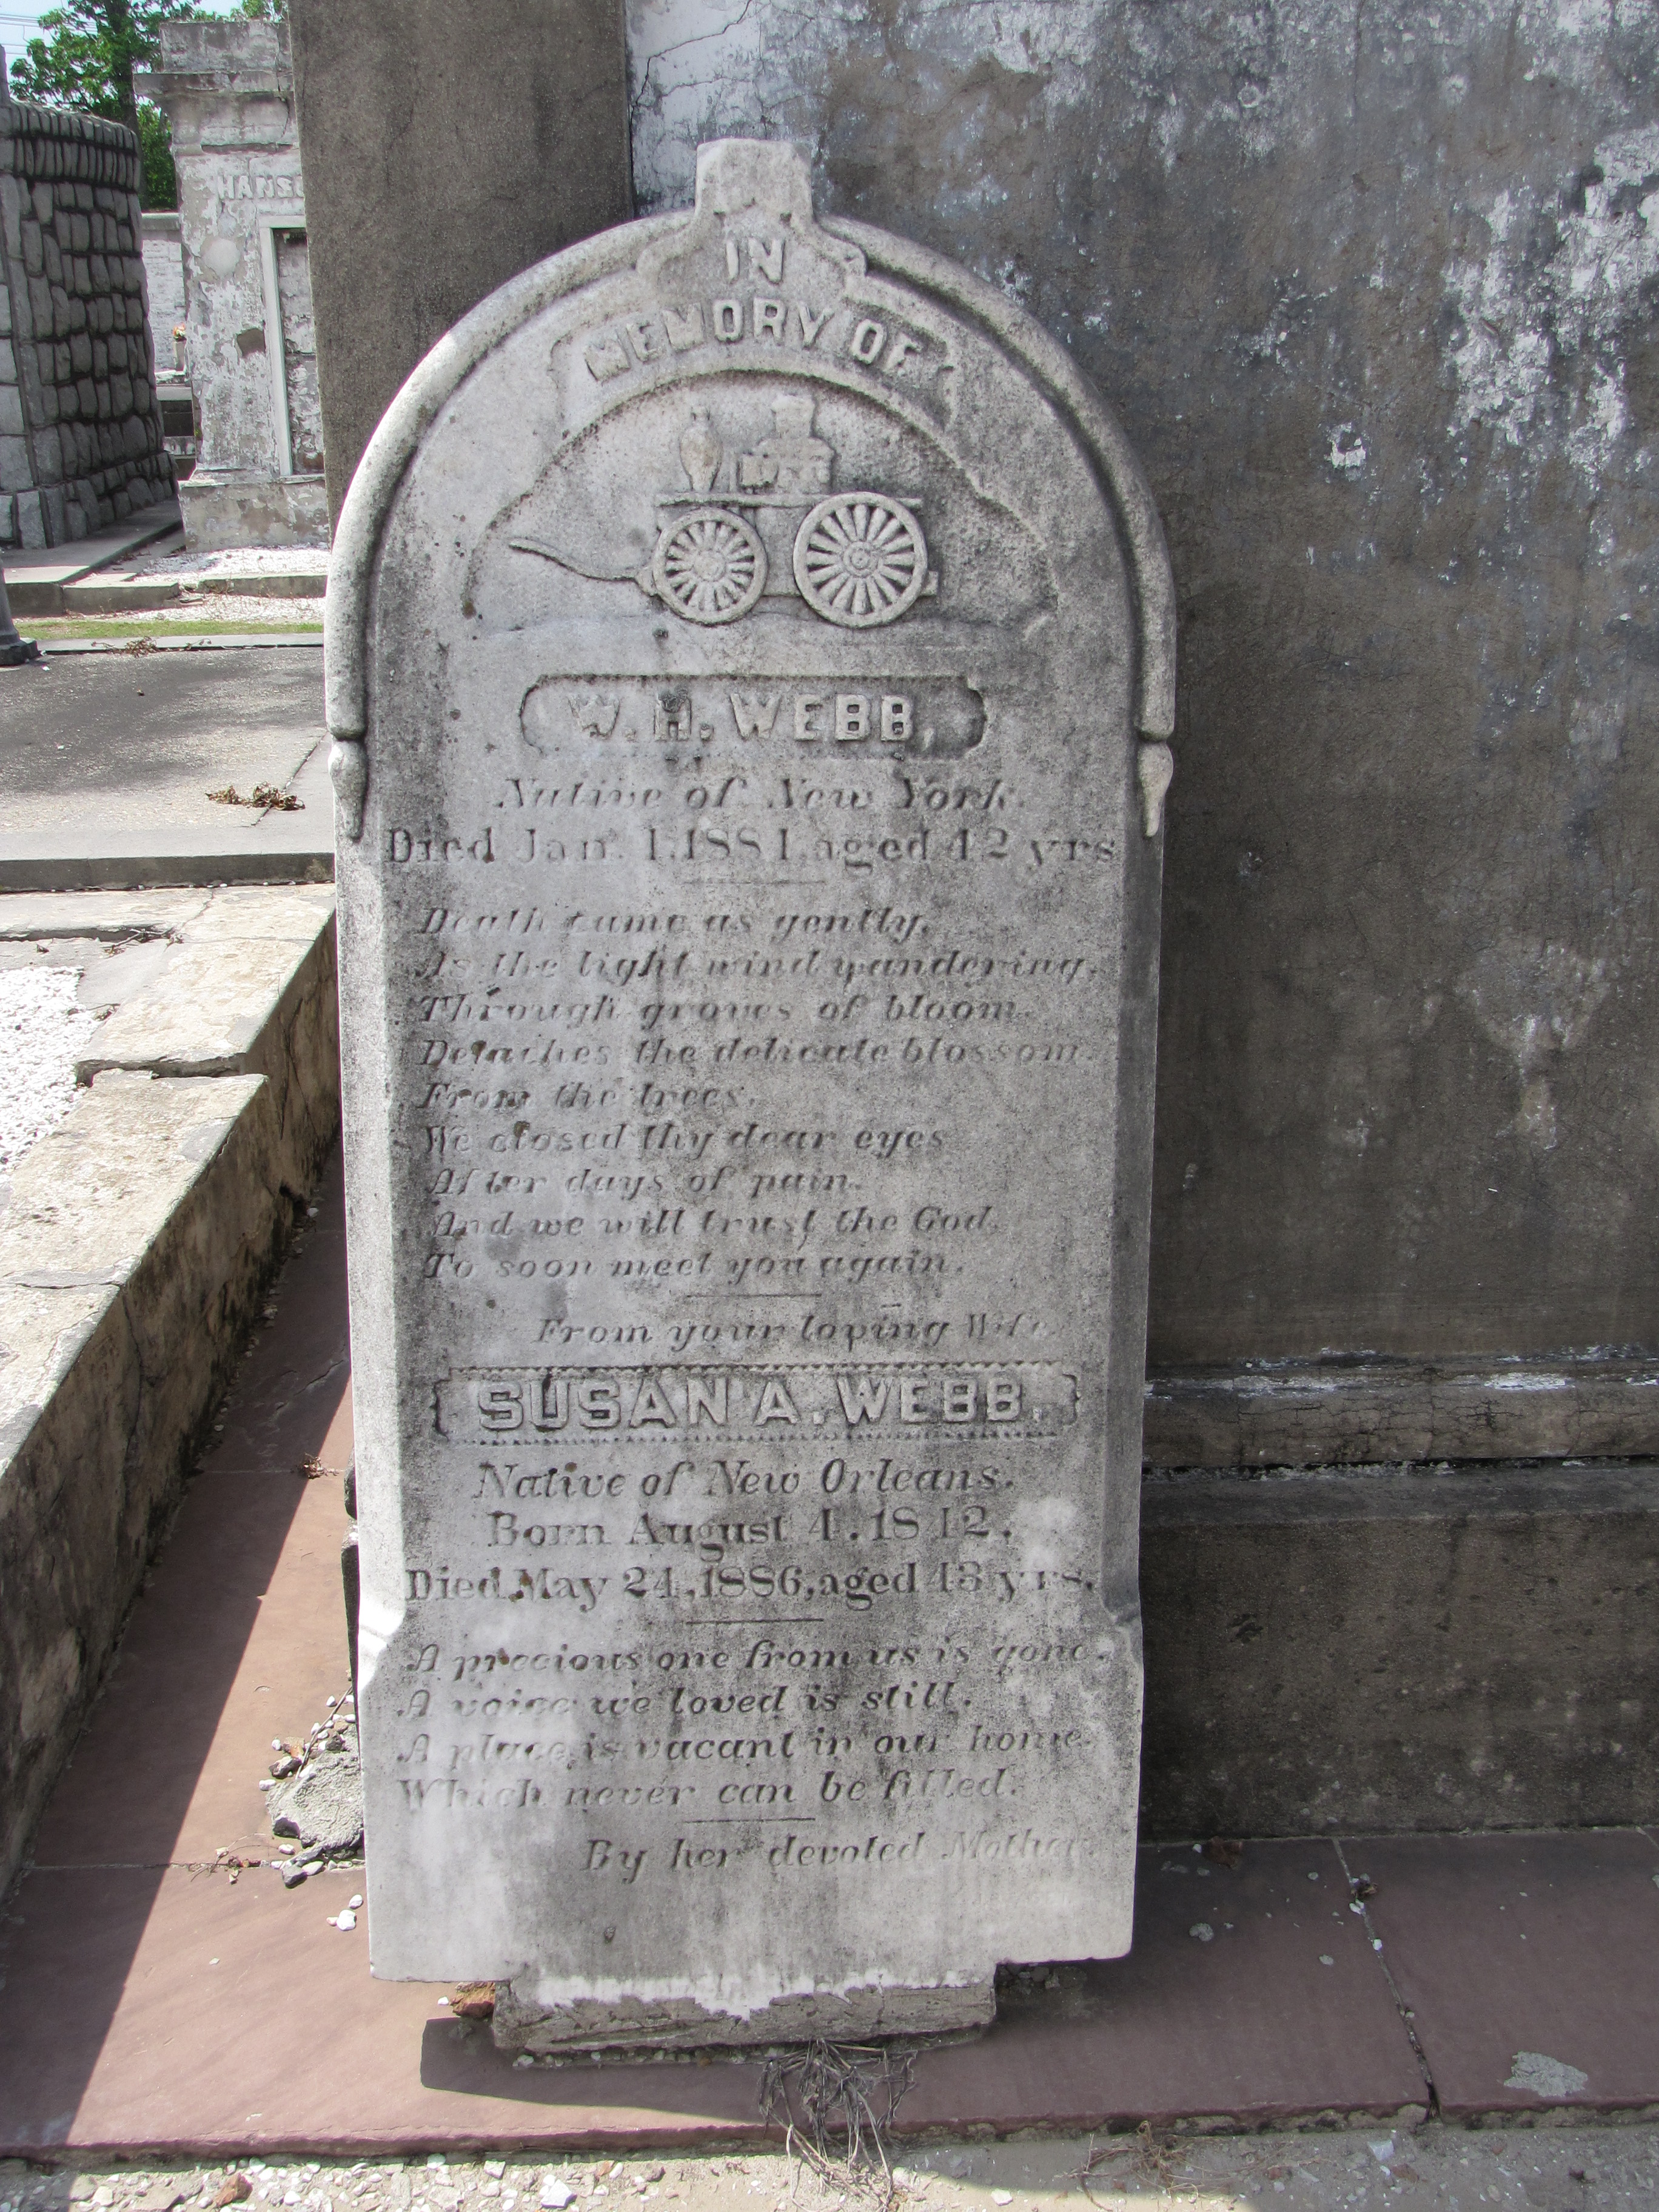 HANS
IN
MEMORY OF
W. H. WEBB,
Native of New York.
Died Jan. 1, 1881, aged 42 yrs
Death came as gently,
As the light wind wandering,
Through groves of bloom.
Detaches the delicate blossom.
From the trees.
We closed thy dear eyes
After days of pain.
And we will trust the God.
To soon meet you again.
From your loving Wife.
SUSAN A. WEBB.
Native of New Orleans.
Born August 4. 1842.
Died May 24, 1886, aged 43 yrs.
A precious one from us is gone.
A voice we loved is still.
A place is vacant in our home.
Which never can be filled.
By her devoted Mother.